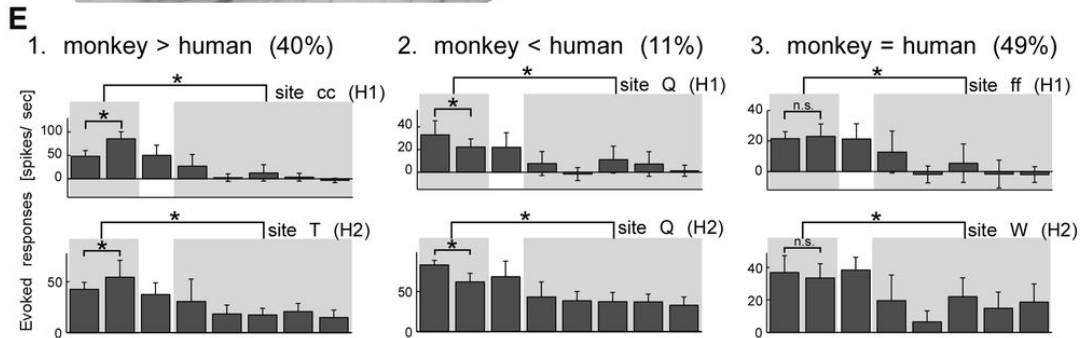 E
1. monkey > human (40%)
2. monkey < human (11%)
3. monkey = human (49%)
Evoked responses [spikes/ sec]
*
site cc (H1)
*
100
50
0
*
site Q (H1)
*
40
20
0
*
site ff (H1)
n.s.
40
20
0
*
site T (H2)
*
50
0
*
site Q (H2)
*
50
0
*
site W (H2)
n.s.
40
20
0